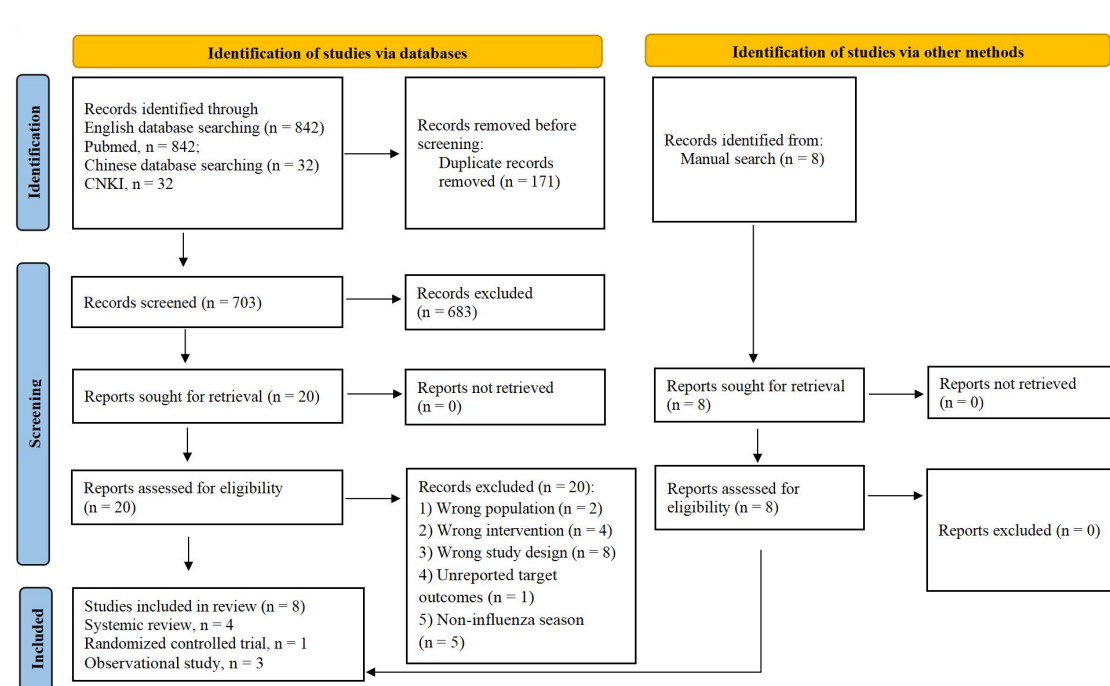 Identification of studies via databases
Identification of studies via other methods
Identification
Records identified through
English database searching (n = 842)
Pubmed, n = 842;
Chinese database searching (n = 32)
CNKI, n = 32
Records removed before
screening:
Duplicate records
removed (n = 171)
Records identified from:
Manual search (n = 8)
Screening
Records screened (n = 703)
Records excluded
(n = 683)
Reports sought for retrieval (n = 20)
Reports not retrieved
(n = 0)
Reports sought for retrieval
(n = 8)
Reports not retrieved
(n = 0)
Reports assessed for eligibility
(n = 20)
Records excluded (n = 20):
1) Wrong population (n = 2)
2) Wrong intervention (n = 4)
3) Wrong study design (n = 8)
4) Unreported target
outcomes (n = 1)
5) Non-influenza season
(n = 5)
Reports assessed for
eligibility (n = 8)
Reports excluded (n = 0)
Included
Studies included in review (n = 8)
Systemic review, n = 4
Randomized controlled trial, n = 1
Observational study, n = 3